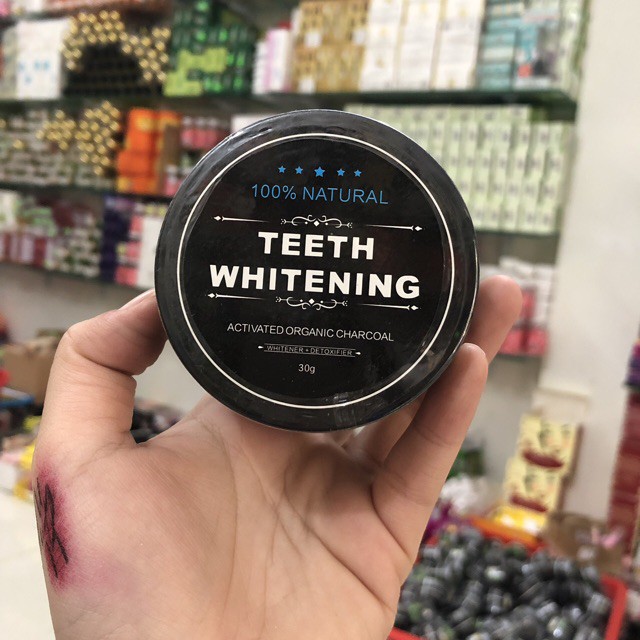 100% NATURAL
TEETH
WHITENING
ACTIVATED ORGANIC CHARCOAL
WHITENER + DETOXIFIER
30g